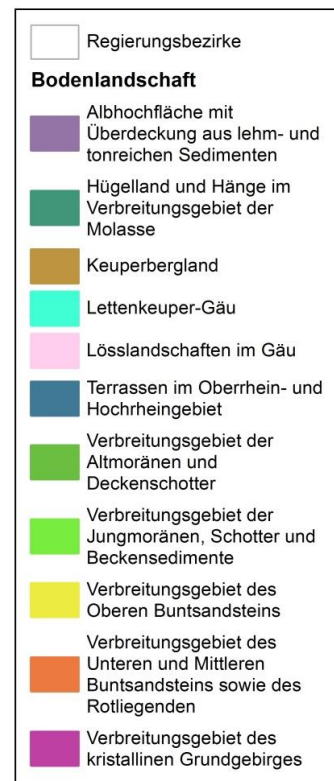 Regierungsbezirke
Bodenlandschaft
Albhochfläche mit
Überdeckung aus lehm- und
tonreichen Sedimenten
Hügelland und Hänge im
Verbreitungsgebiet der
Molasse
Keuperbergland
Lettenkeuper-Gäu
Lösslandschaften im Gäu
Terrassen im Oberrhein- und
Hochrheingebiet
Verbreitungsgebiet der
Altmoränen und
Deckenschotter
Verbreitungsgebiet der
Jungmoränen, Schotter und
Beckensedimente
Verbreitungsgebiet des
Oberen Buntsandsteins
Verbreitungsgebiet des
Unteren und Mittleren
Buntsandsteins sowie des
Rotliegenden
Verbreitungsgebiet des
kristallinen Grundgebirges